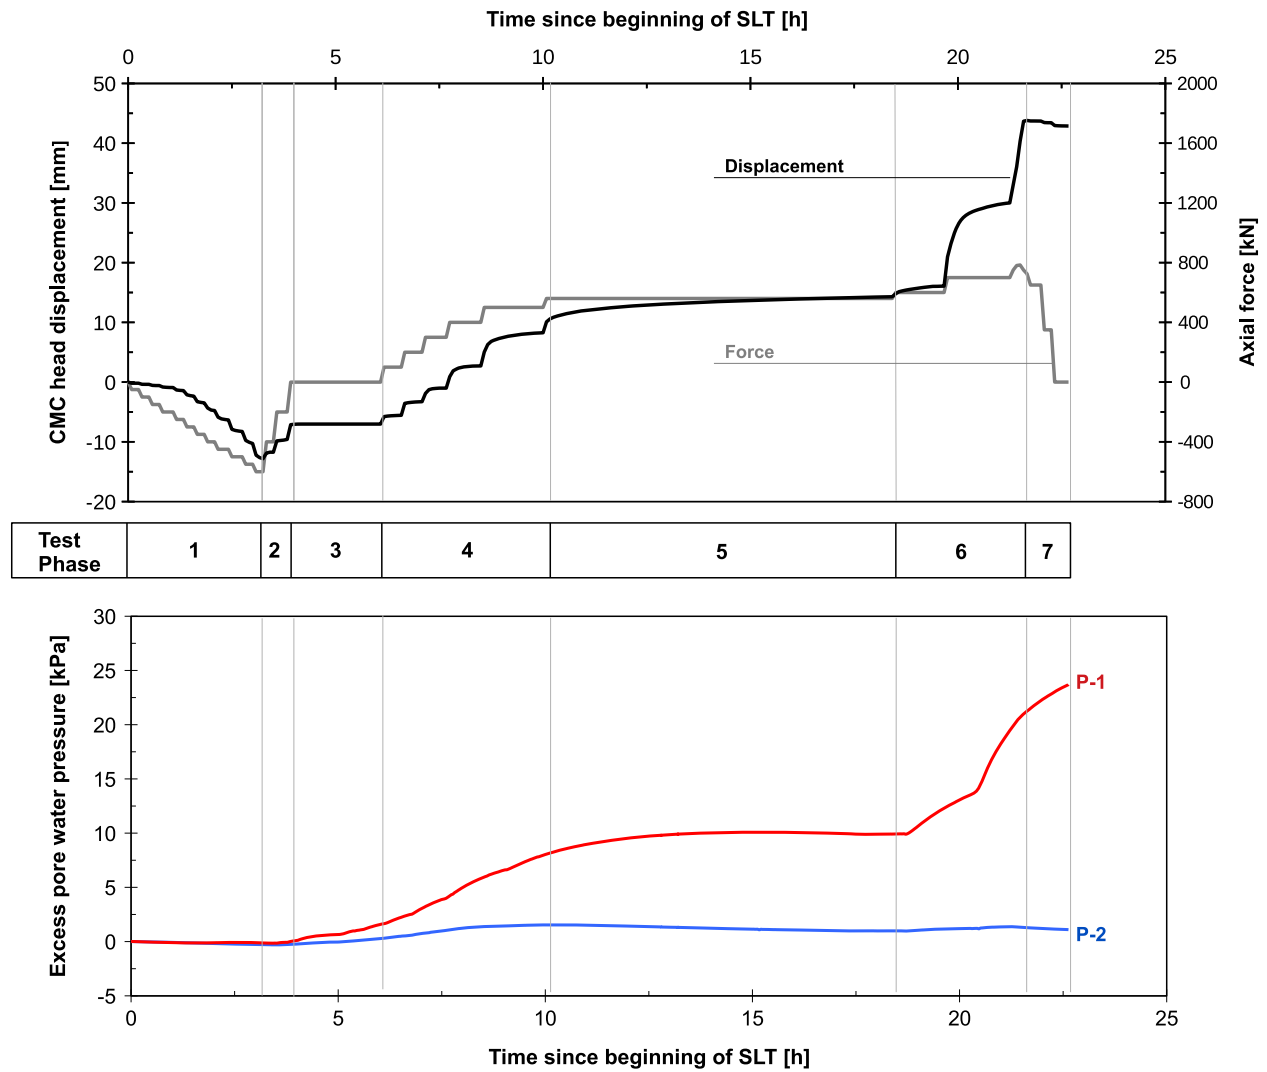 Time since beginning of SLT [h]
0 5 10 15 20 25
50 2000
40 1600
30 1200
20 800
10 400
0 0
-10 -400
-20 -800
CMC head displacement [mm]
Axial force [kN]
Displacement
Force
Test
Phase
1 2 3 4 5 6 7
30
25
20
15
10
5
0
-5
Excess pore water pressure [kPa]
P-1
P-2
0 5 10 15 20 25
Time since beginning of SLT [h]